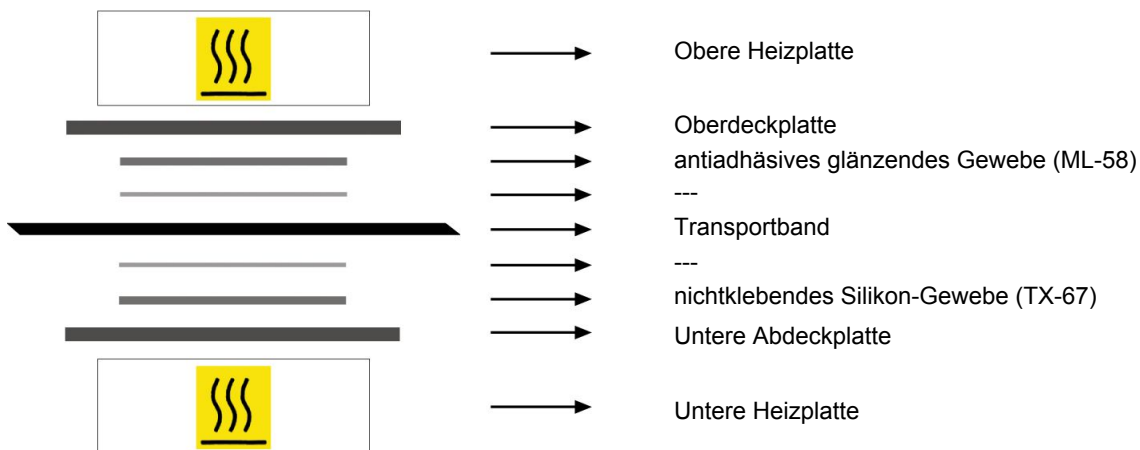 Obere Heizplatte
Oberdeckplatte
antiadhäsives glänzendes Gewebe (ML-58)
---
Transportband
---
nichtklebendes Silikon-Gewebe (TX-67)
Untere Abdeckplatte
Untere Heizplatte